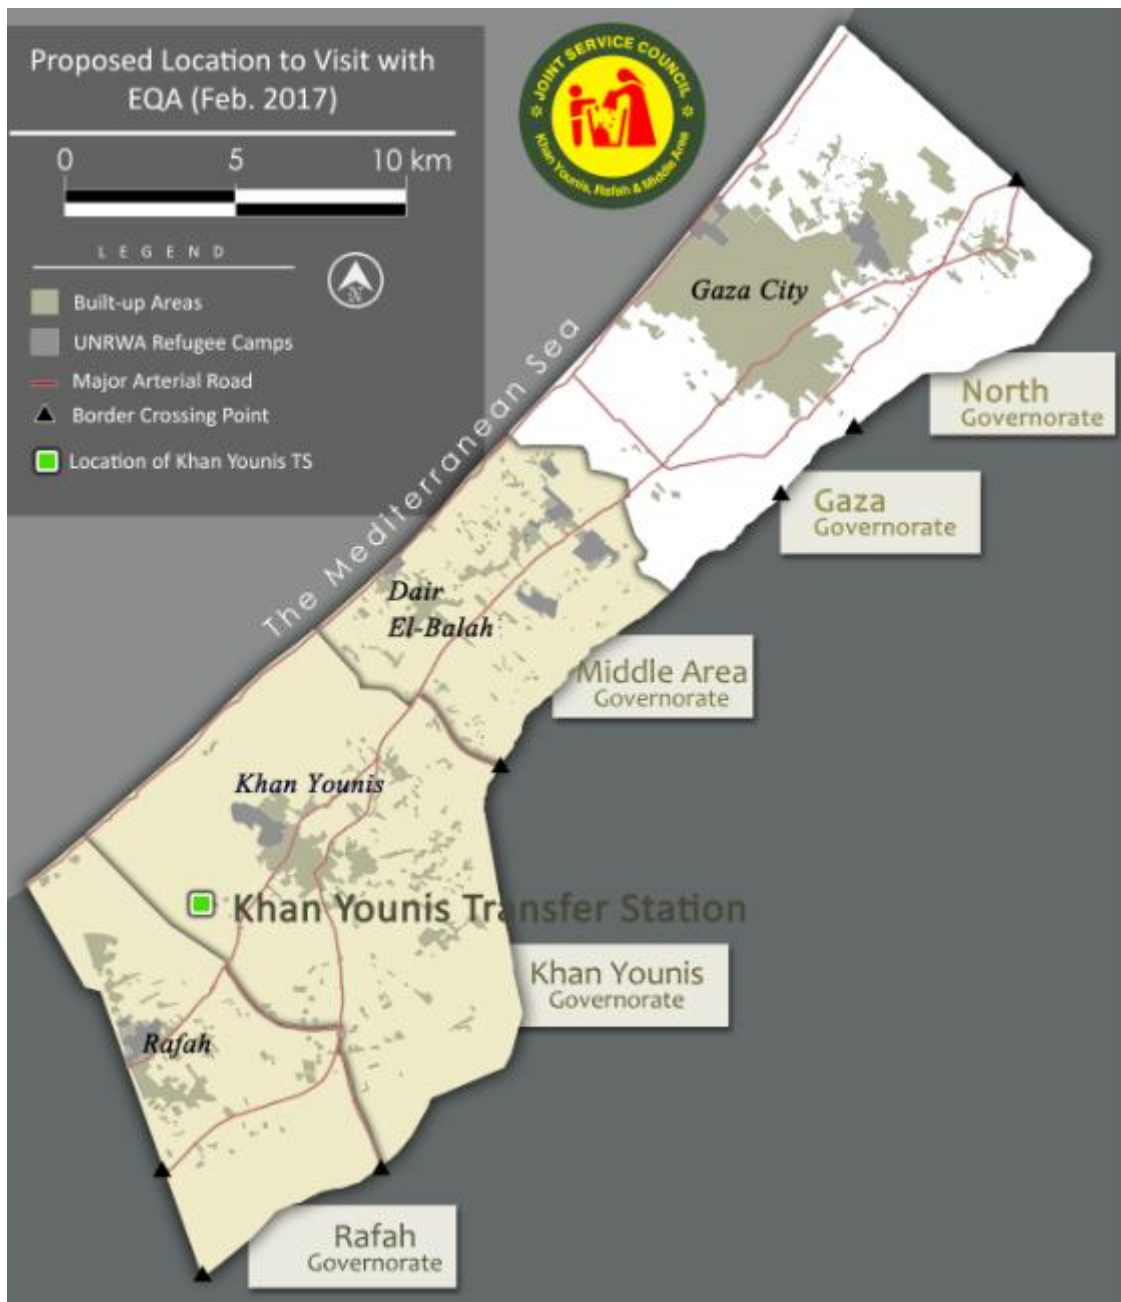 Proposed Location to Visit with
EQA (Feb. 2017)
0 5 10 km
LEGEND
N
Built-up Areas
UNRWA Refugee Camps
Major Arterial Road
Border Crossing Point
Location of Khan Younis TS
JOINT SERVICE COUNCIL
Khan Younis, Rafah & Middle Area
The Mediterranean Sea
Gaza City
North
Governorate
Gaza
Governorate
Dair
El-Balah
Middle Area
Governorate
Khan Younis
Khan Younis Transfer Station
Khan Younis
Governorate
Rafah
Rafah
Governorate